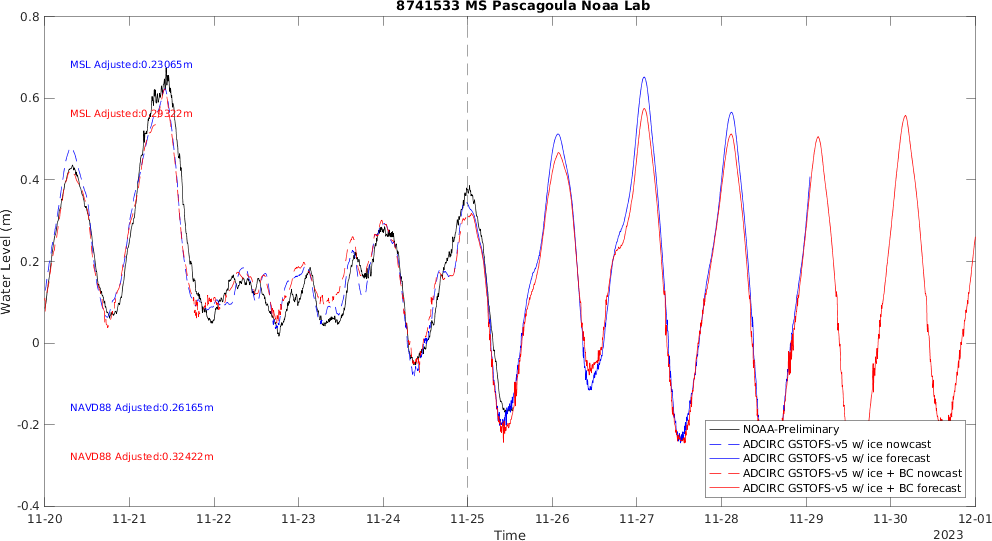 8741533 MS Pascagoula Noaa Lab
0.8
MSL Adjusted:0.23065m
0.6
MSL Adjusted:0.29322m
0.4
0.2
0
NAVD88 Adjusted:0.26165m
-0.2
NAVD88 Adjusted:0.32422m
-0.4
Water Level (m)
NOAA-Preliminary
ADCIRC GSTOFS-v5 w/ ice nowcast
ADCIRC GSTOFS-v5 w/ ice forecast
ADCIRC GSTOFS-v5 w/ ice + BC nowcast
ADCIRC GSTOFS-v5 w/ ice + BC forecast
11-20 11-21 11-22 11-23 11-24 11-25 11-26 11-27 11-28 11-29 11-30 12-01
Time
2023